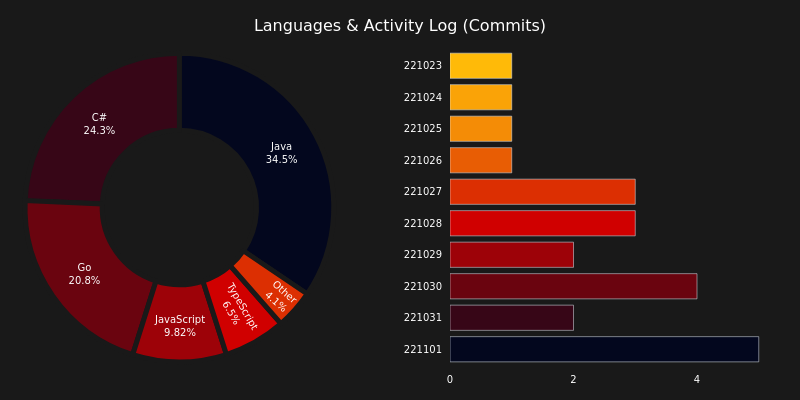 Languages & Activity Log (Commits)
Java
34.5%
C#
24.3%
Go
20.8%
JavaScript
9.82%
TypeScript
6.5%
Other
4.1%
221023
221024
221025
221026
221027
221028
221029
221030
221031
221101
0 2 4